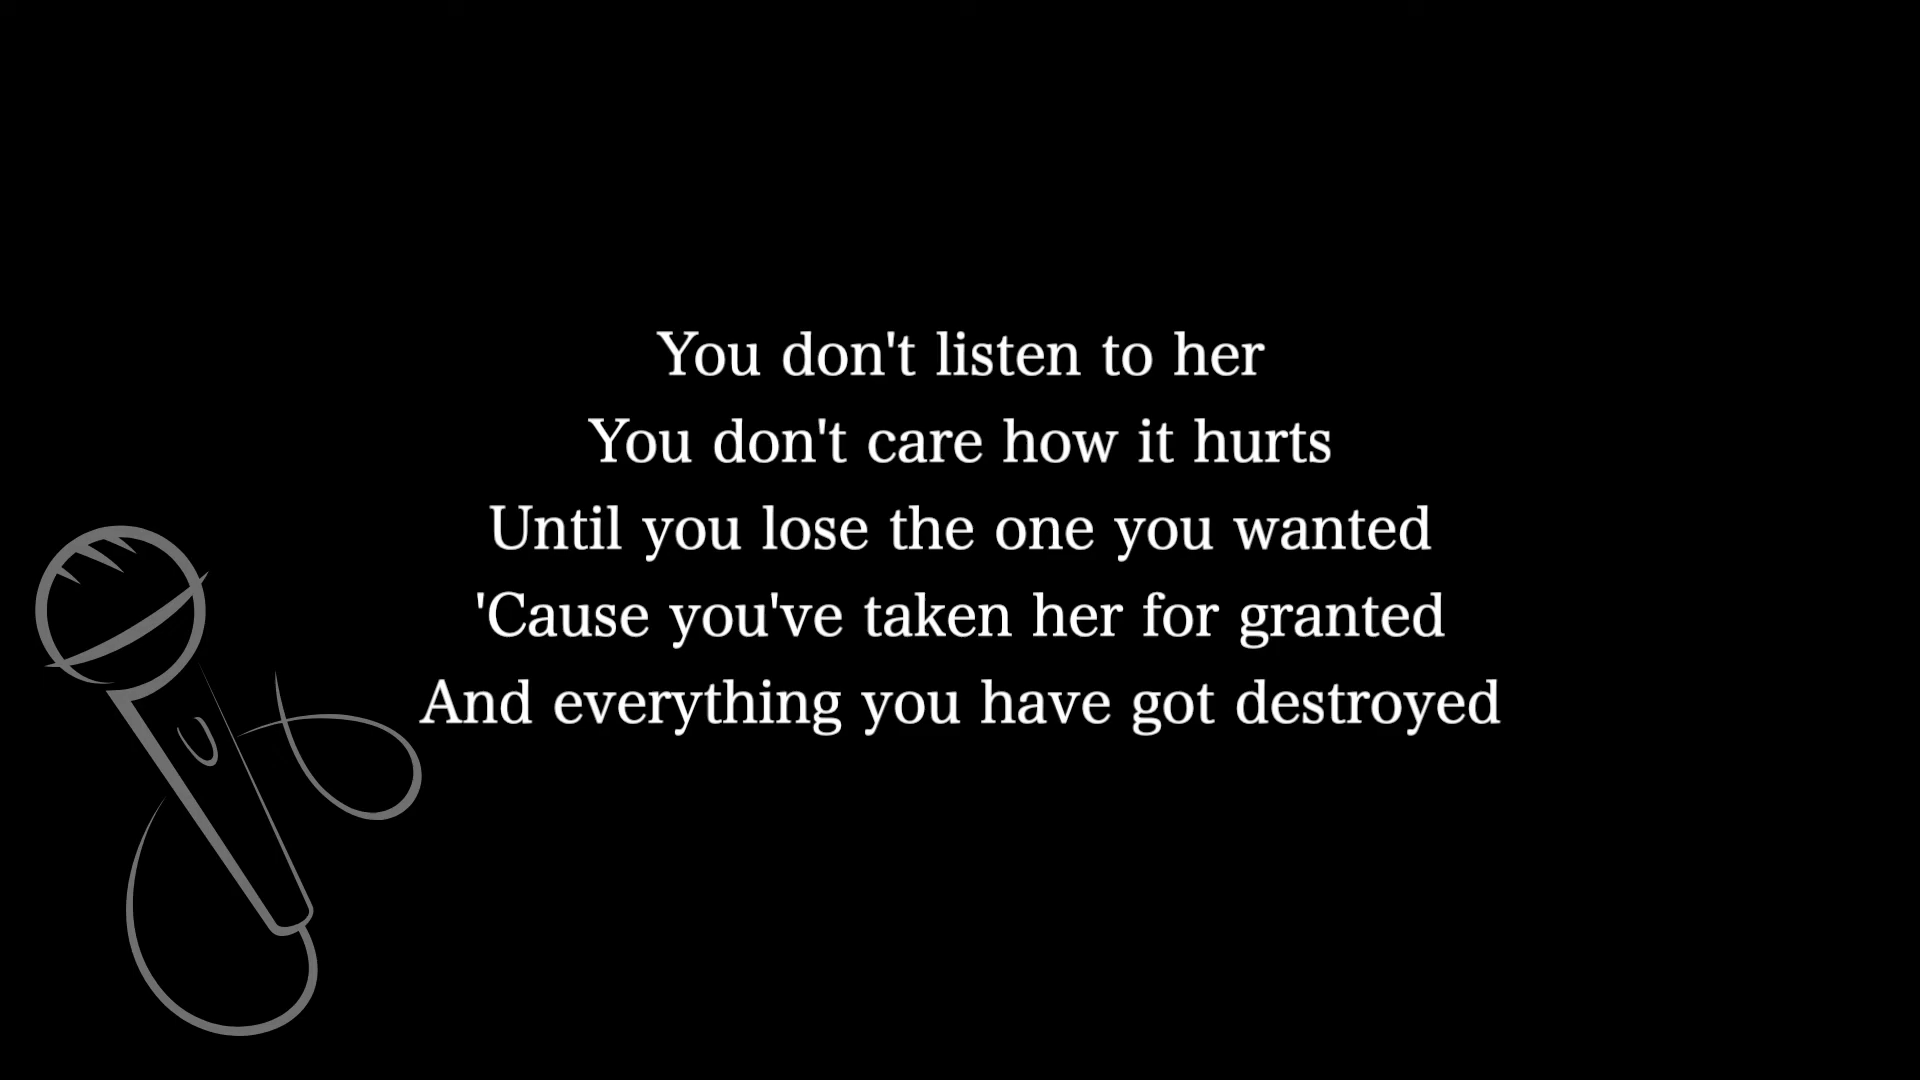 You don't listen to her
You don't care how it hurts
Until you lose the one you wanted
'Cause you've taken her for granted
And everything you have got destroyed